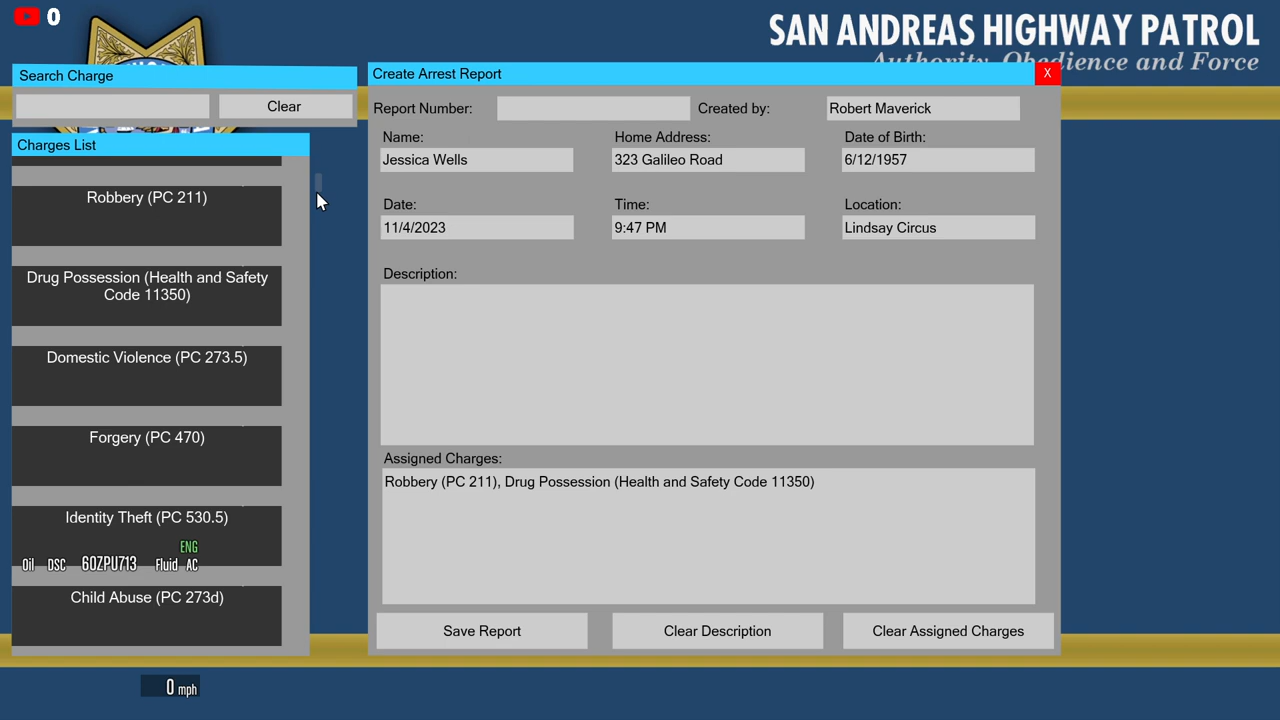 0
SAN ANDREAS HIGHWAY PATROL
Authority, Obedience and Force
Search Charge
Clear
Charges List
Robbery (PC 211)
Drug Possession (Health and Safety
Code 11350)
Domestic Violence (PC 273.5)
Forgery (PC 470)
Identity Theft (PC 530.5)
ENG
Oil DSC 60ZPU713 Fluid AC
Child Abuse (PC 273d)
Create Arrest Report
X
Report Number: Created by: Robert Maverick
Name: Home Address: Date of Birth:
Jessica Wells 323 Galileo Road 6/12/1957
Date: Time: Location:
11/4/2023 9:47 PM Lindsay Circus
Description:
Assigned Charges:
Robbery (PC 211), Drug Possession (Health and Safety Code 11350)
Save Report Clear Description Clear Assigned Charges
0 mph